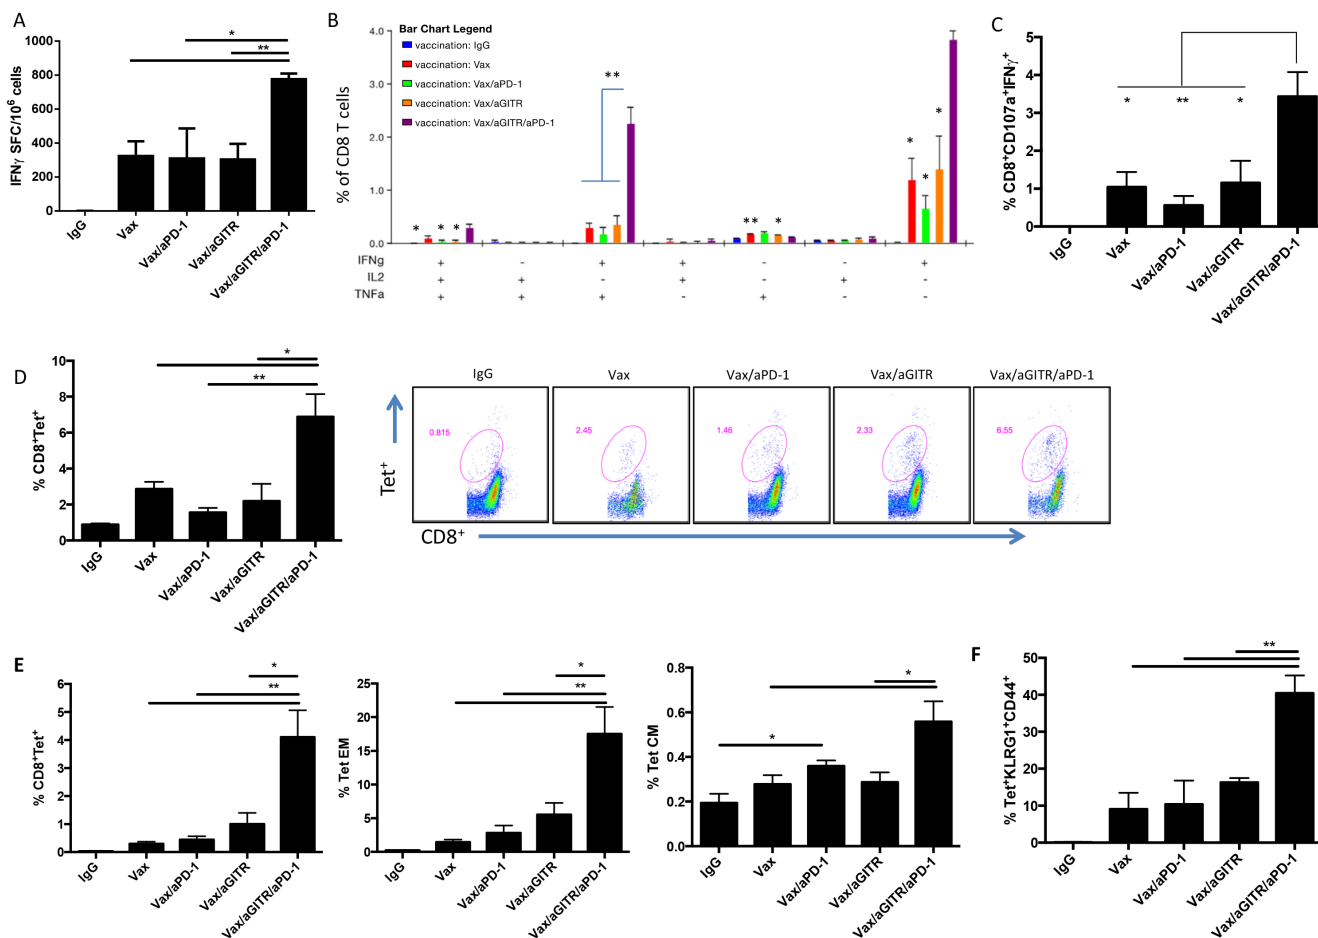 A
IFNγ SFC/10⁶ cells
1000
800
600
400
200
0
*
**
IgG
Vax
Vax/aPD-1
Vax/aGITR
Vax/aGITR/aPD-1
B
Bar Chart Legend
vaccination: IgG
vaccination: Vax
vaccination: Vax/aPD-1
vaccination: Vax/aGITR
vaccination: Vax/aGITR/aPD-1
% of CD8 T cells
4.0
3.0
2.0
1.0
0.0
* * *
**
** *
* * *
IFNg + - + + - - +
IL2 + + - + - + -
TNFa + + + - + - -
C
% CD8⁺CD107a⁺IFNγ⁺
5
4
3
2
1
0
* ** *
IgG
Vax
Vax/aPD-1
Vax/aGITR
Vax/aGITR/aPD-1
D
% CD8⁺Tet⁺
10
8
6
4
2
0
*
**
IgG
Vax
Vax/aPD-1
Vax/aGITR
Vax/aGITR/aPD-1
IgG
Vax
Vax/aPD-1
Vax/aGITR
Vax/aGITR/aPD-1
0.815
2.45
1.46
2.33
6.55
Tet⁺
CD8⁺
E
% CD8⁺Tet⁺
6
5
4
3
2
1
0
*
**
IgG
Vax
Vax/aPD-1
Vax/aGITR
Vax/aGITR/aPD-1
% Tet EM
25
20
15
10
5
0
*
**
IgG
Vax
Vax/aPD-1
Vax/aGITR
Vax/aGITR/aPD-1
% Tet CM
0.8
0.6
0.4
0.2
0.0
*
*
IgG
Vax
Vax/aPD-1
Vax/aGITR
Vax/aGITR/aPD-1
F
% Tet⁺KLRG1⁺CD44⁺
50
40
30
20
10
0
**
IgG
Vax
Vax/aPD-1
Vax/aGITR
Vax/aGITR/aPD-1